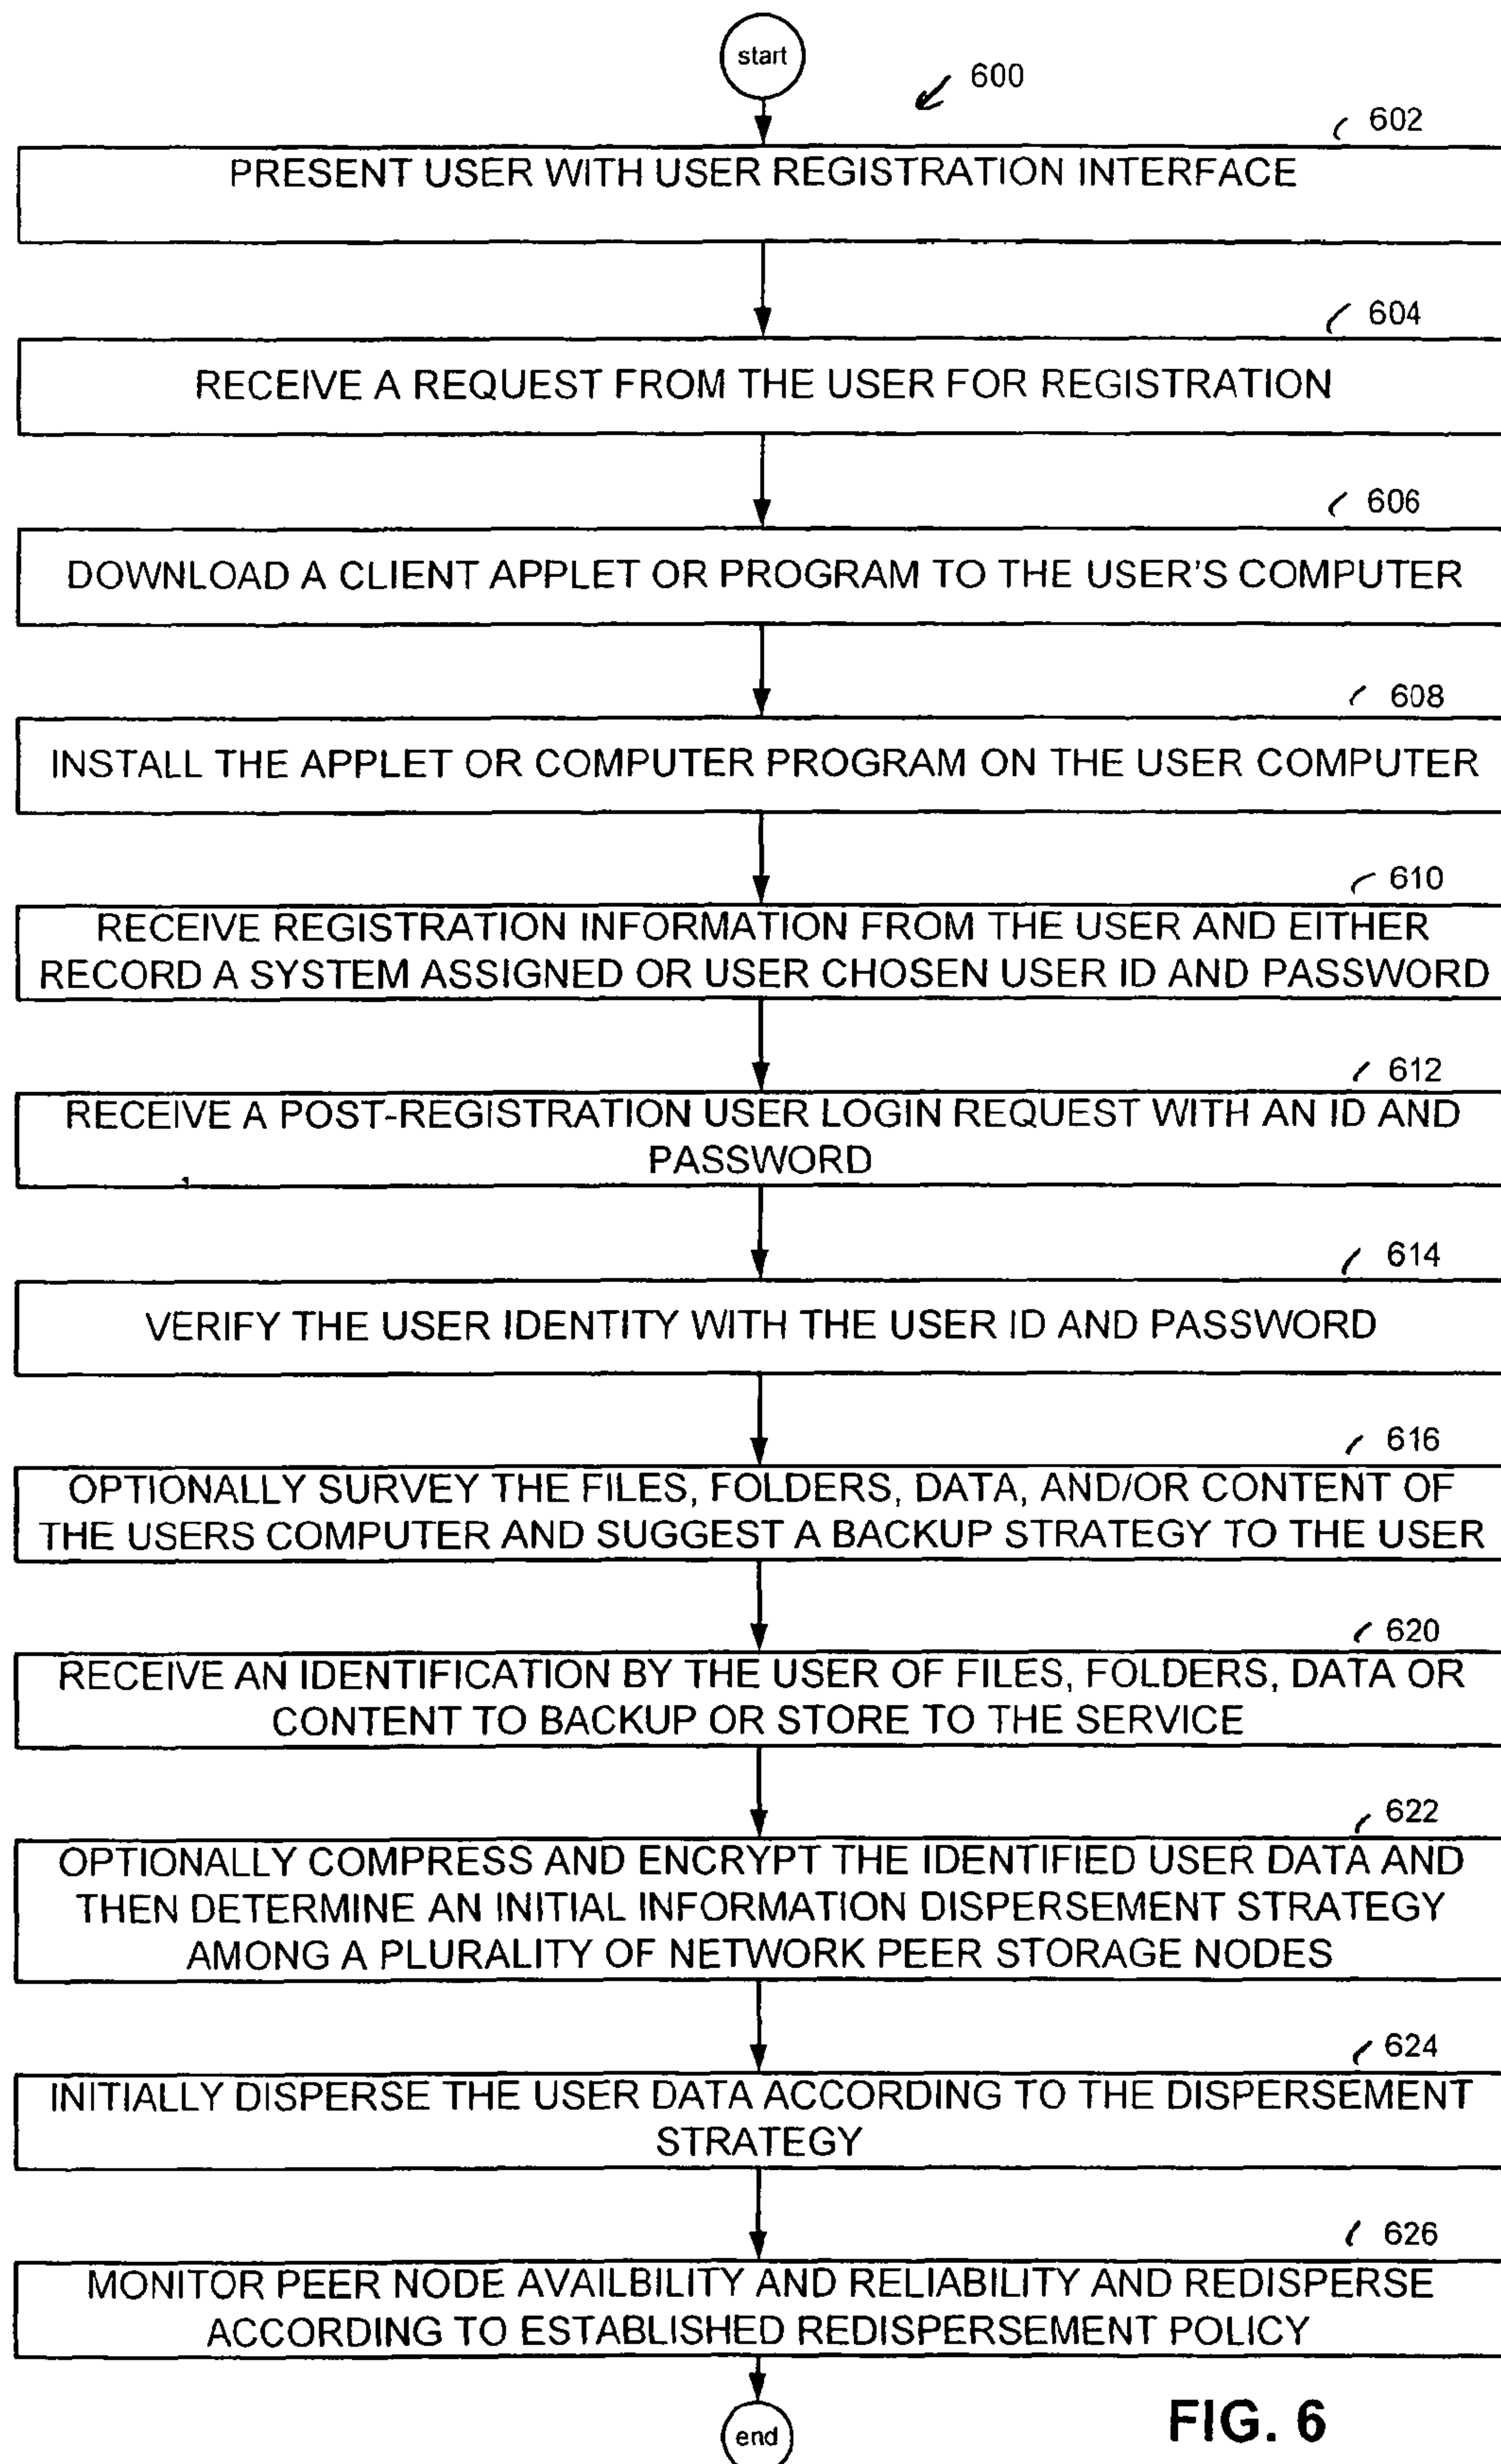 start
600
602
PRESENT USER WITH USER REGISTRATION INTERFACE
604
RECEIVE A REQUEST FROM THE USER FOR REGISTRATION
606
DOWNLOAD A CLIENT APPLET OR PROGRAM TO THE USER'S COMPUTER
608
INSTALL THE APPLET OR COMPUTER PROGRAM ON THE USER COMPUTER
610
RECEIVE REGISTRATION INFORMATION FROM THE USER AND EITHER
RECORD A SYSTEM ASSIGNED OR USER CHOSEN USER ID AND PASSWORD
612
RECEIVE A POST-REGISTRATION USER LOGIN REQUEST WITH AN ID AND
PASSWORD
614
VERIFY THE USER IDENTITY WITH THE USER ID AND PASSWORD
616
OPTIONALLY SURVEY THE FILES, FOLDERS, DATA, AND/OR CONTENT OF
THE USERS COMPUTER AND SUGGEST A BACKUP STRATEGY TO THE USER
620
RECEIVE AN IDENTIFICATION BY THE USER OF FILES, FOLDERS, DATA OR
CONTENT TO BACKUP OR STORE TO THE SERVICE
622
OPTIONALLY COMPRESS AND ENCRYPT THE IDENTIFIED USER DATA AND
THEN DETERMINE AN INITIAL INFORMATION DISPERSEMENT STRATEGY
AMONG A PLURALITY OF NETWORK PEER STORAGE NODES
624
INITIALLY DISPERSE THE USER DATA ACCORDING TO THE DISPERSEMENT
STRATEGY
626
MONITOR PEER NODE AVAILBILITY AND RELIABILITY AND REDISPERSE
ACCORDING TO ESTABLISHED REDISPERSEMENT POLICY
end
FIG. 6